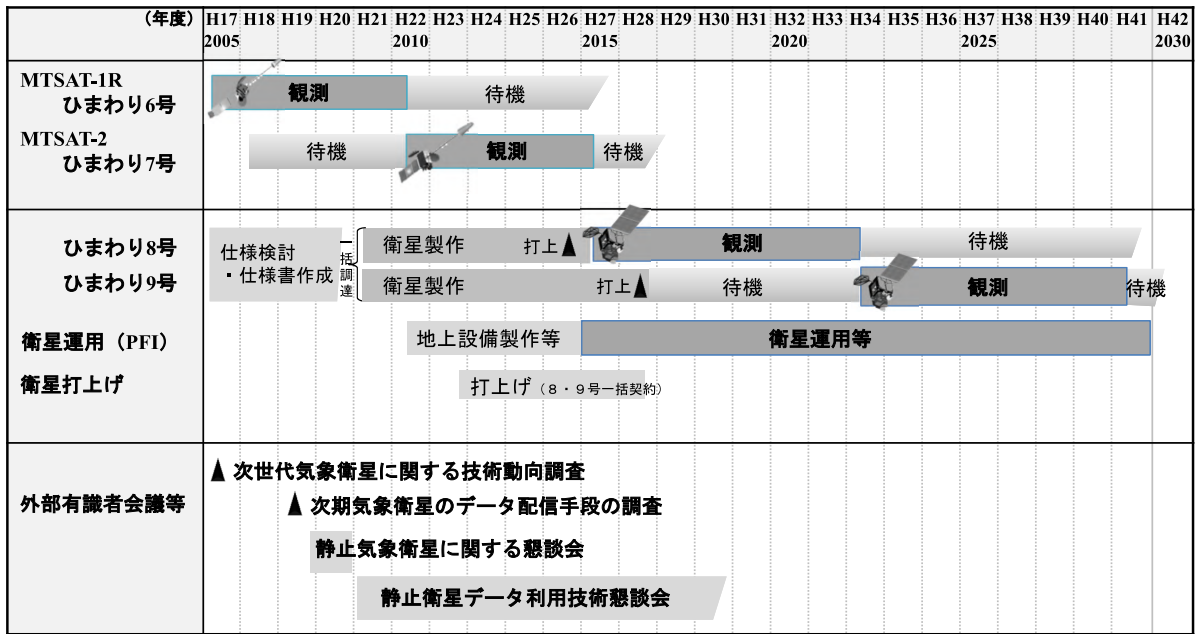 （年度）
H17 H18 H19 H20 H21 H22 H23 H24 H25 H26 H27 H28 H29 H30 H31 H32 H33 H34 H35 H36 H37 H38 H39 H40 H41 H42
2005 2010 2015 2020 2025 2030
MTSAT-1R
ひまわり6号
観測 待機
MTSAT-2
ひまわり7号
待機 観測 待機
ひまわり8号
仕様検討
・仕様書作成
一括調達
衛星製作 打上▲ 観測 待機
ひまわり9号
衛星製作 打上▲ 待機 観測 待機
衛星運用（PFI）
地上設備製作等 衛星運用等
衛星打上げ
打上げ（８・９号一括契約）
外部有識者会議等
▲ 次世代気象衛星に関する技術動向調査
▲ 次期気象衛星のデータ配信手段の調査
静止気象衛星に関する懇談会
静止衛星データ利用技術懇談会